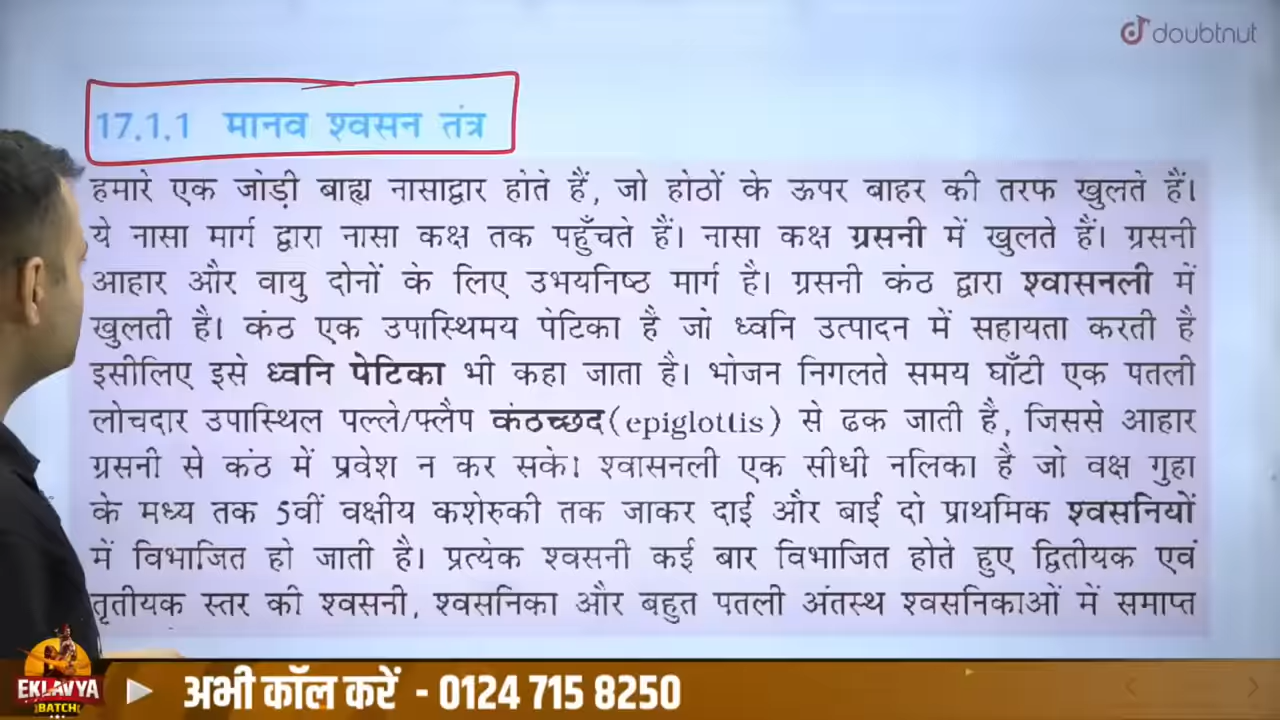 doubtnut
17.1.1 मानव श्वसन तंत्र
हमारे एक जोड़ी बाह्य नासाद्वार होते हैं, जो होठों के ऊपर बाहर की तरफ खुलते हैं।
ये नासा मार्ग द्वारा नासा कक्ष तक पहुँचते हैं। नासा कक्ष ग्रसनी में खुलते हैं। ग्रसनी
आहार और वायु दोनों के लिए उभयनिष्ठ मार्ग है। ग्रसनी कंठ द्वारा श्वासनली में
खुलती है। कंठ एक उपास्थिमय पेटिका है जो ध्वनि उत्पादन में सहायता करती है
इसीलिए इसे ध्वनि पेटिका भी कहा जाता है। भोजन निगलते समय घाँटी एक पतली
लोचदार उपास्थिल पल्ले/फ्लैप कंठच्छद (epiglottis) से ढक जाती है, जिससे आहार
ग्रसनी से कंठ में प्रवेश न कर सके। श्वासनली एक सीधी नलिका है जो वक्ष गुहा
के मध्य तक 5वीं वक्षीय कशेरुकी तक जाकर दाई और बाई दो प्राथमिक श्वसनियों
में विभाजित हो जाती है। प्रत्येक श्वसनी कई बार विभाजित होते हुए द्वितीयक एवं
तृतीयक स्तर की श्वसनी, श्वसनिका और बहुत पतली अंतस्थ श्वसनिकाओं में समाप्त
EKLAVYA
BATCH
अभी कॉल करें - 0124 715 8250